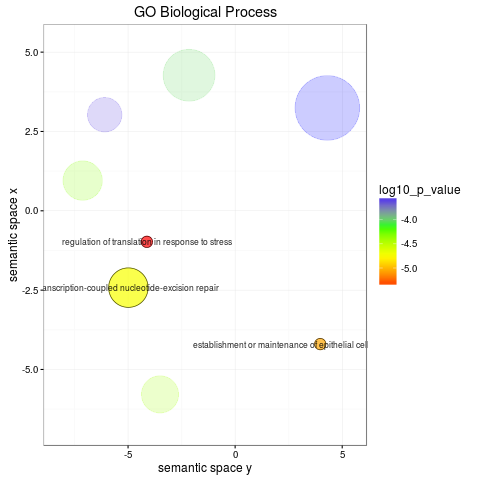 GO Biological Process
5.0
2.5
0.0
-2.5
-5.0
semantic space x
regulation of translation in response to stress
anscription-coupled nucleotide-excision repair
establishment or maintenance of epithelial cell
-5
0
5
semantic space y
log10_p_value
-4.0
-4.5
-5.0